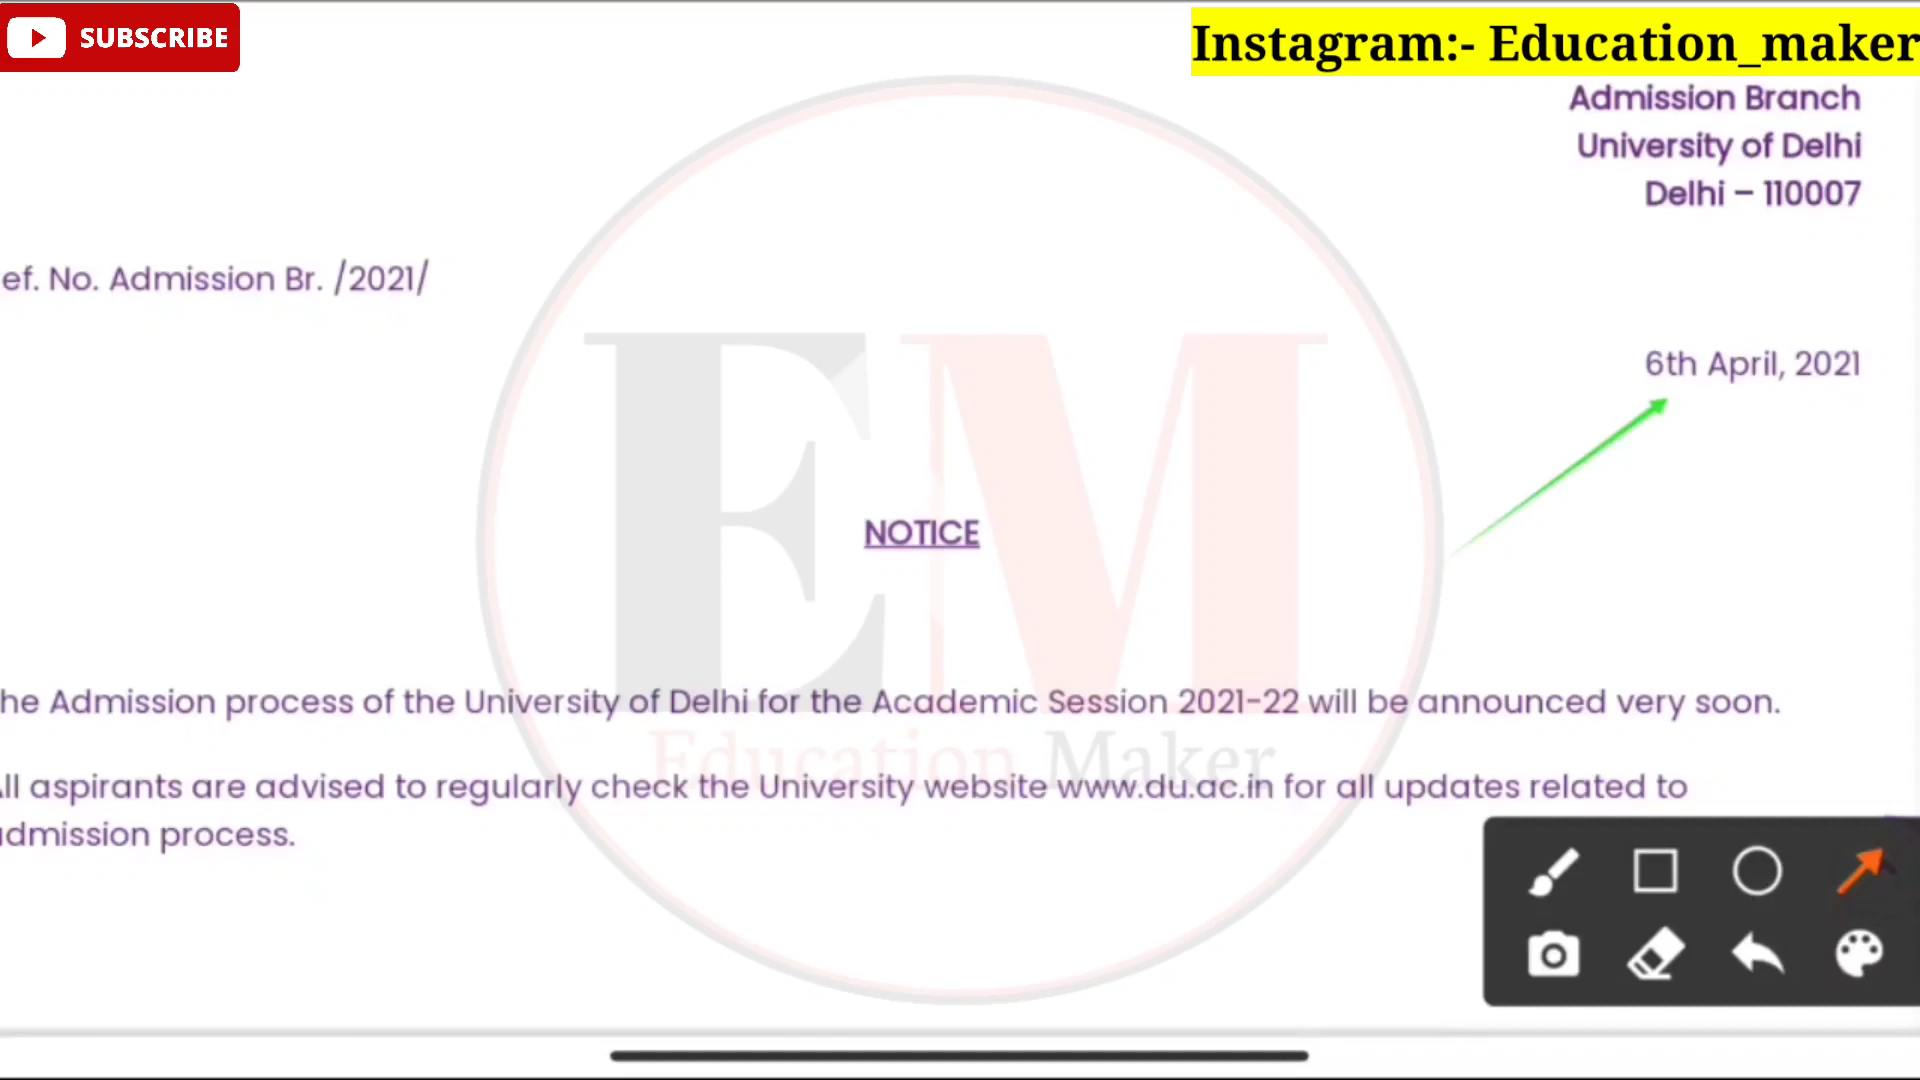 SUBSCRIBE
Instagram:- Education_maker
Admission Branch
University of Delhi
Delhi – 110007
ef. No. Admission Br. /2021/
6th April, 2021
NOTICE
he Admission process of the University of Delhi for the Academic Session 2021-22 will be announced very soon.
EM
Education Maker
ll aspirants are advised to regularly check the University website www.du.ac.in for all updates related to
dmission process.